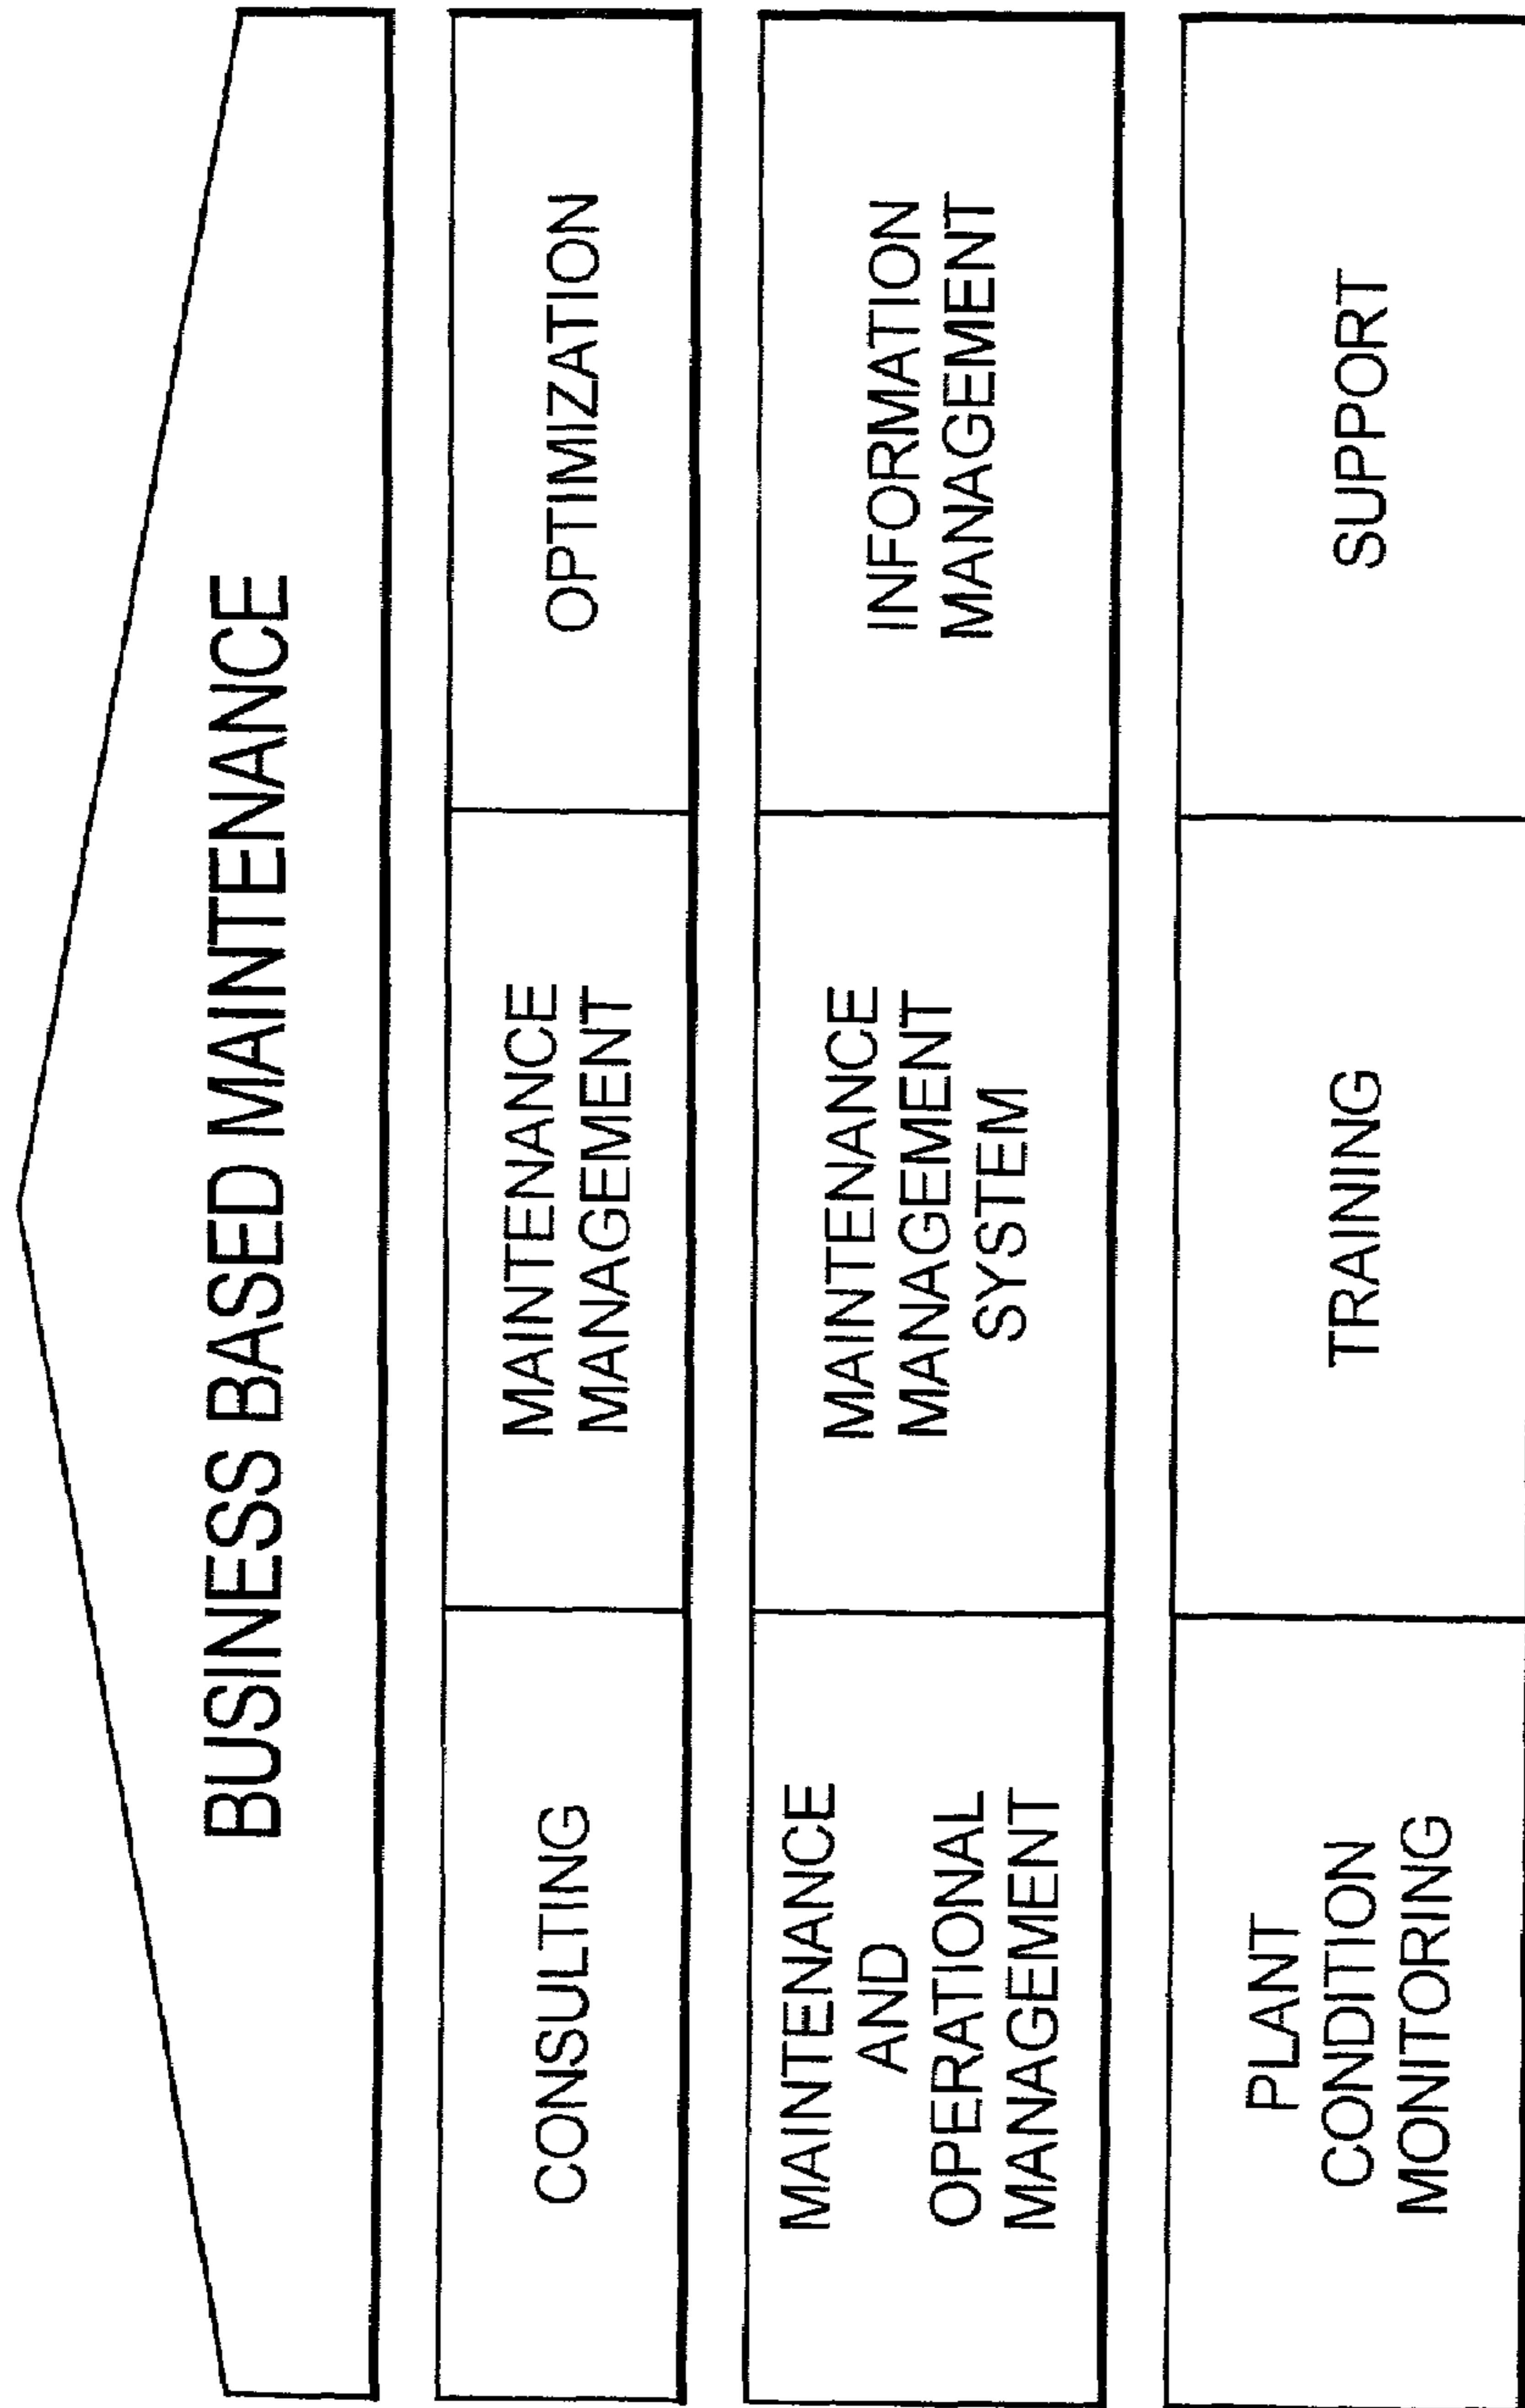 BUSINESS BASED MAINTENANCE
CONSULTING
MAINTENANCE
MANAGEMENT
OPTIMIZATION
MAINTENANCE
AND
OPERATIONAL
MANAGEMENT
MAINTENANCE
MANAGEMENT
SYSTEM
INFORMATION
MANAGEMENT
PLANT
CONDITION
MONITORING
TRAINING
SUPPORT